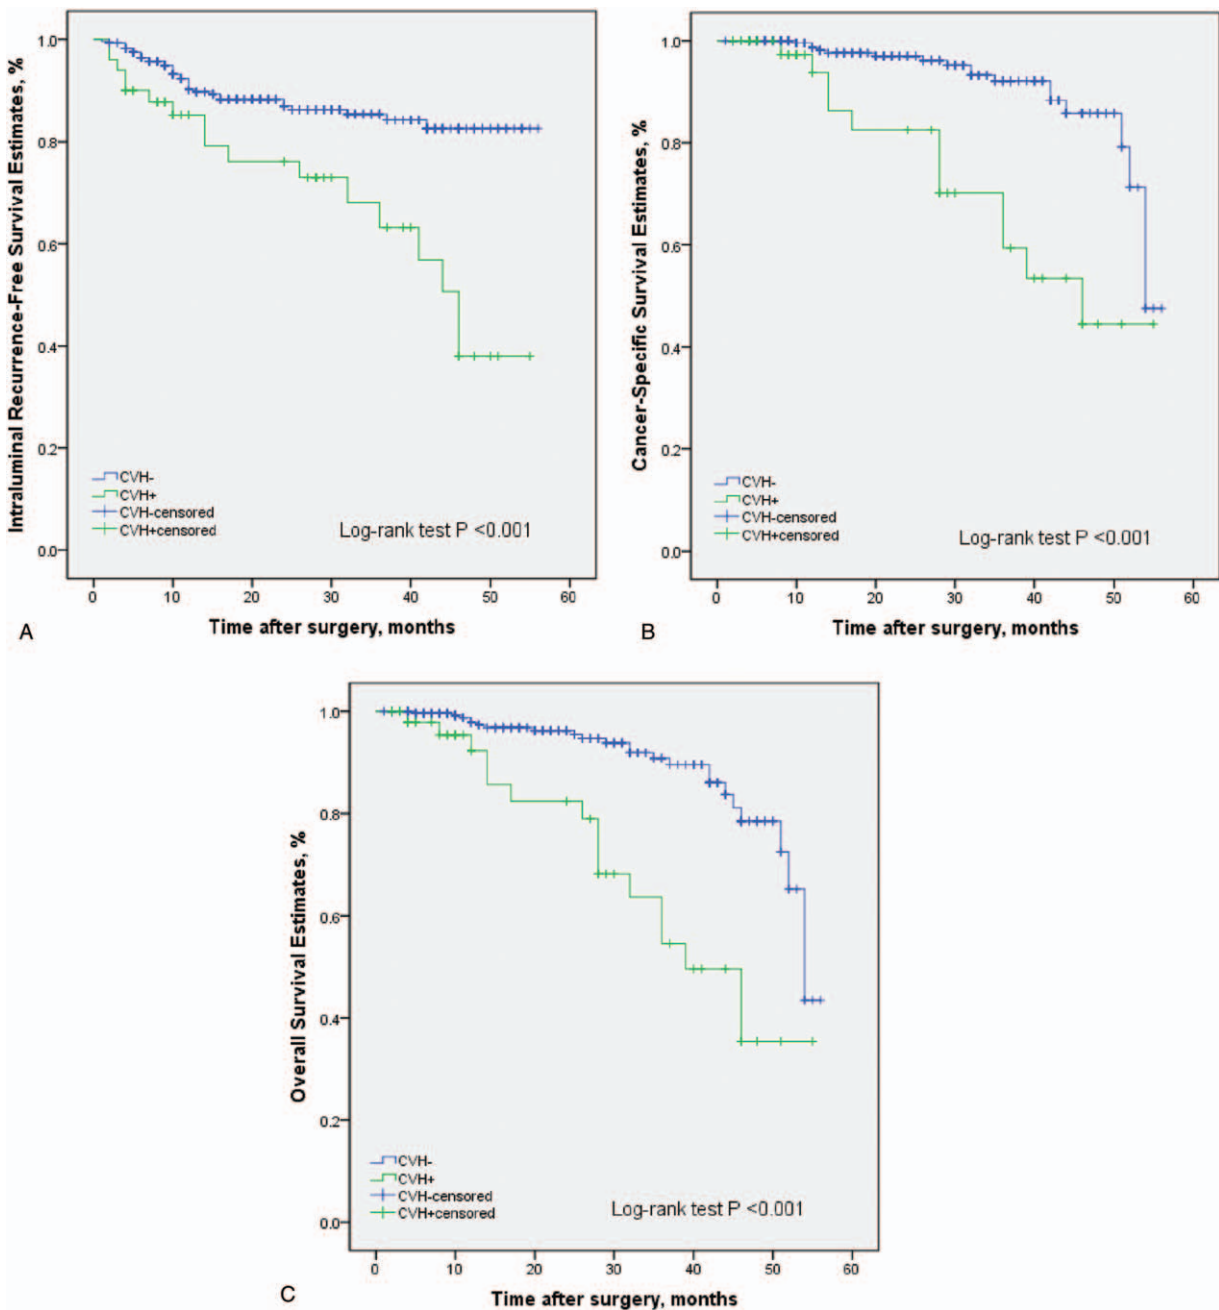 Intraluminal Recurrence-Free Survival Estimates, %
1.0
0.8
0.6
0.4
0.2
0.0
CVH-
CVH+
CVH-censored
CVH+censored
Log-rank test P <0.001
0 10 20 30 40 50 60
Time after surgery, months
A
Cancer-Specific Survival Estimates, %
1.0
0.8
0.6
0.4
0.2
0.0
CVH-
CVH+
CVH-censored
CVH+censored
Log-rank test P <0.001
0 10 20 30 40 50 60
Time after surgery, months
B
Overall Survival Estimates, %
1.0
0.8
0.6
0.4
0.2
0.0
CVH-
CVH+
CVH-censored
CVH+censored
Log-rank test P <0.001
0 10 20 30 40 50 60
Time after surgery, months
C